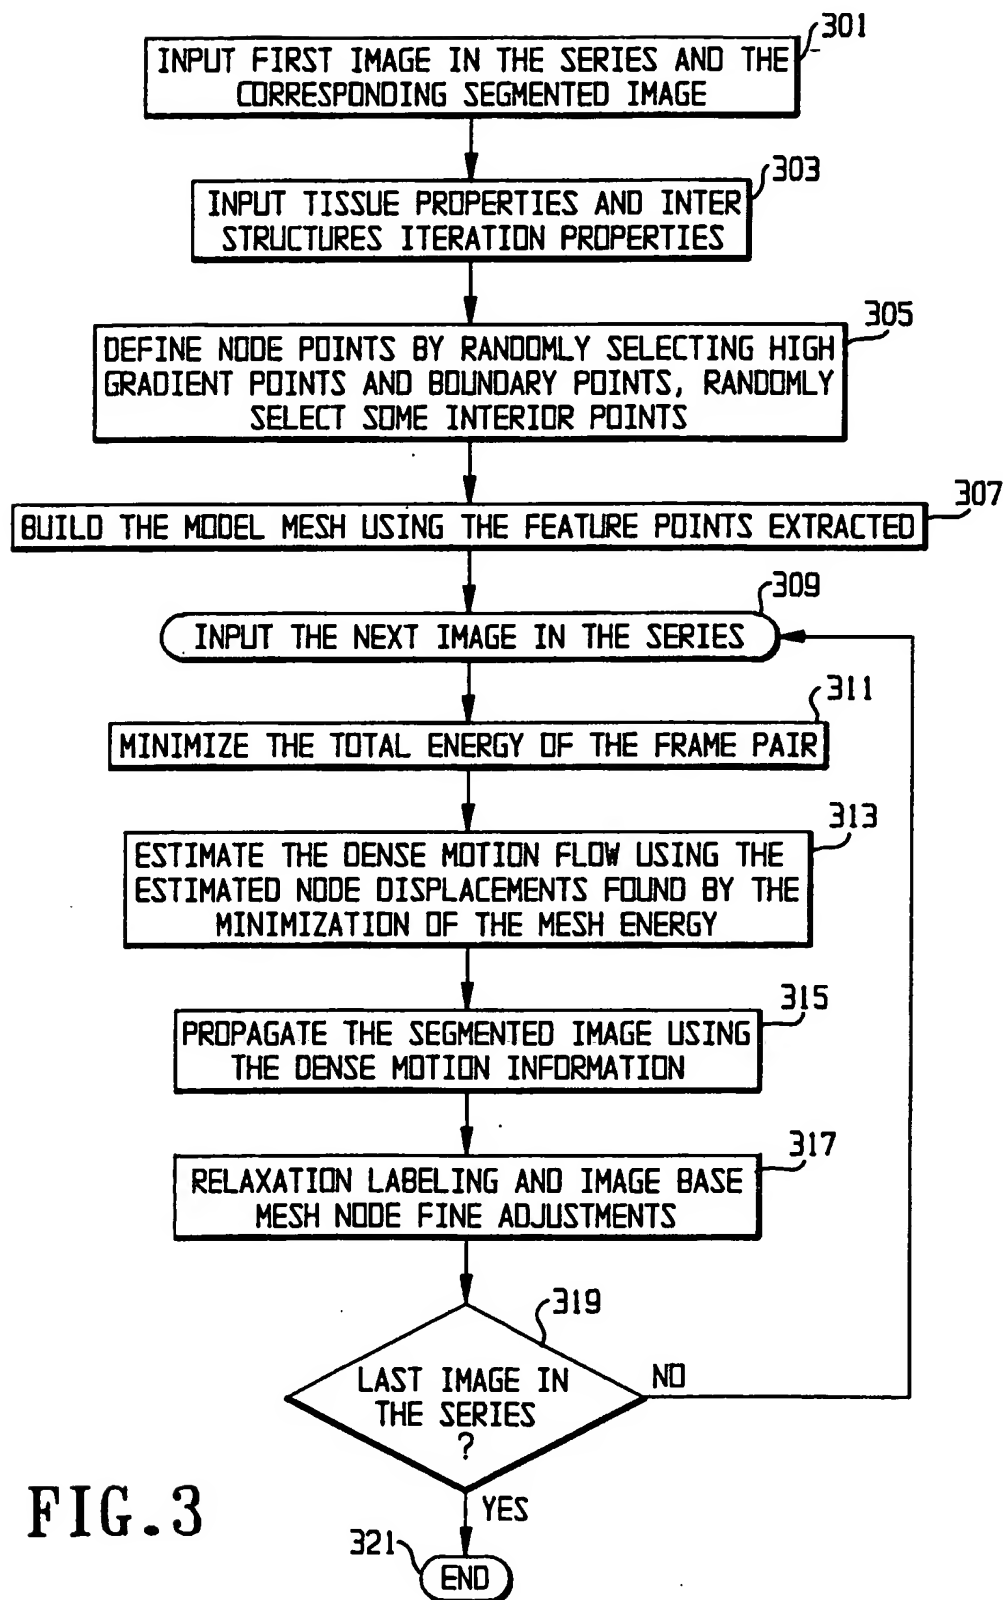 301
INPUT FIRST IMAGE IN THE SERIES AND THE
CORRESPONDING SEGMENTED IMAGE
303
INPUT TISSUE PROPERTIES AND INTER
STRUCTURES ITERATION PROPERTIES
305
DEFINE NODE POINTS BY RANDOMLY SELECTING HIGH
GRADIENT POINTS AND BOUNDARY POINTS, RANDOMLY
SELECT SOME INTERIOR POINTS
307
BUILD THE MODEL MESH USING THE FEATURE POINTS EXTRACTED
309
INPUT THE NEXT IMAGE IN THE SERIES
311
MINIMIZE THE TOTAL ENERGY OF THE FRAME PAIR
313
ESTIMATE THE DENSE MOTION FLOW USING THE
ESTIMATED NODE DISPLACEMENTS FOUND BY THE
MINIMIZATION OF THE MESH ENERGY
315
PROPAGATE THE SEGMENTED IMAGE USING
THE DENSE MOTION INFORMATION
317
RELAXATION LABELING AND IMAGE BASE
MESH NODE FINE ADJUSTMENTS
319
LAST IMAGE IN
THE SERIES
?
NO
YES
FIG.3
321
END